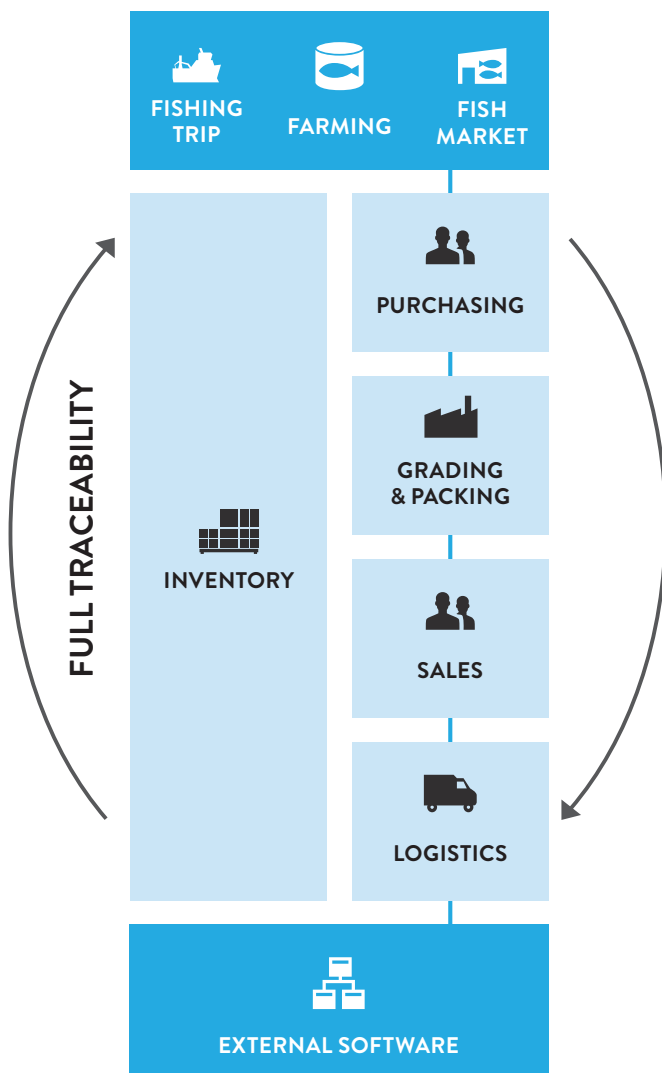 FISHING
TRIP
FARMING
FISH
MARKET
PURCHASING
GRADING
& PACKING
FULL TRACEABILITY
INVENTORY
SALES
LOGISTICS
EXTERNAL SOFTWARE